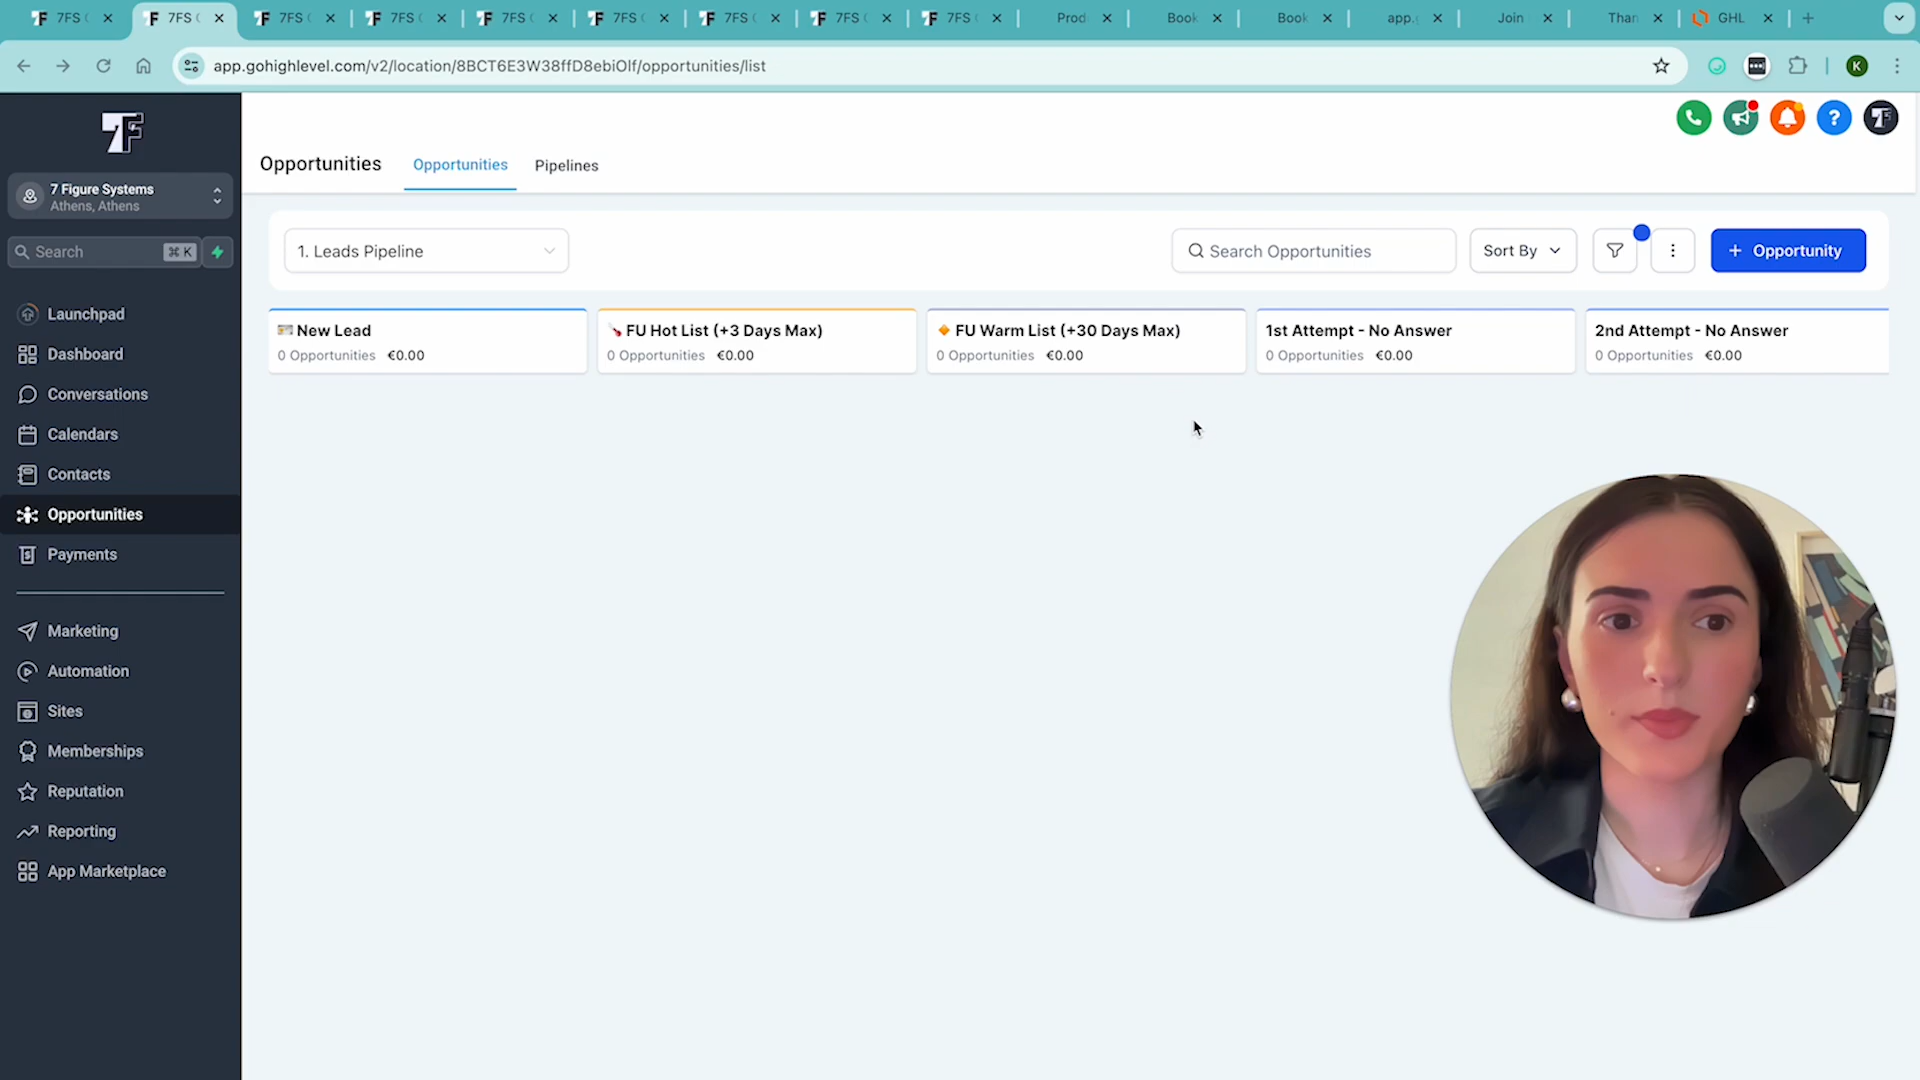 7FS
7FS
7FS
7FS
7FS
7FS
7FS
7FS
7FS
Prod
Book
Book
app.
Join
Than
GHL
app.gohighlevel.com/v2/location/8BCT6E3W38ffD8ebiOlf/opportunities/list
K
7F
7 Figure Systems
Athens, Athens
Search
⌘ K
Launchpad
Dashboard
Conversations
Calendars
Contacts
Opportunities
Payments
Marketing
Automation
Sites
Memberships
Reputation
Reporting
App Marketplace
Opportunities
Opportunities
Pipelines
1. Leads Pipeline
Search Opportunities
Sort By
+ Opportunity
New Lead
0 Opportunities €0.00
FU Hot List (+3 Days Max)
0 Opportunities €0.00
FU Warm List (+30 Days Max)
0 Opportunities €0.00
1st Attempt - No Answer
0 Opportunities €0.00
2nd Attempt - No Answer
0 Opportunities €0.00